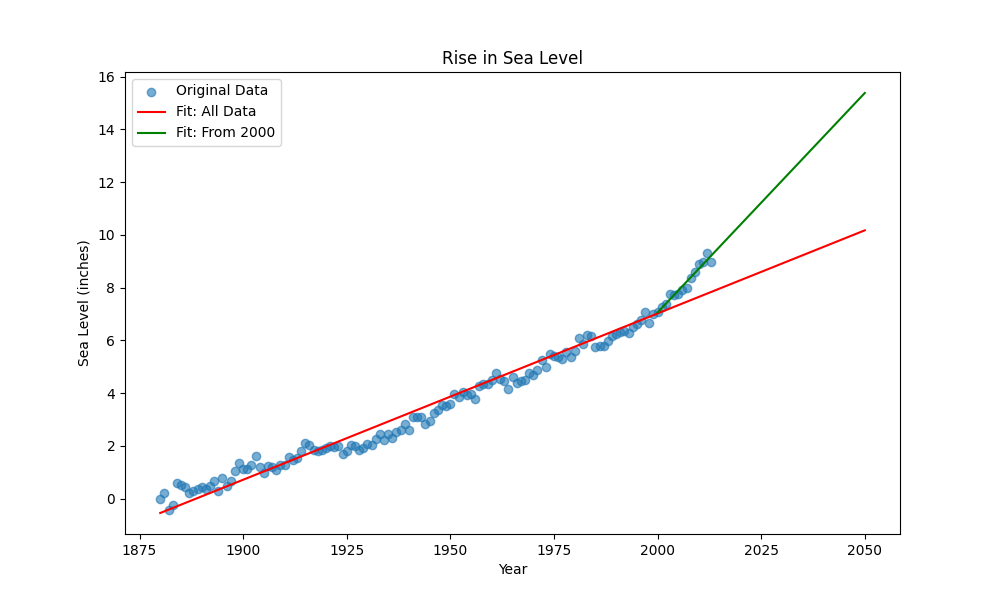 Rise in Sea Level
Original Data
Fit: All Data
Fit: From 2000
Sea Level (inches)
16
14
12
10
8
6
4
2
0
1875
1900
1925
1950
1975
2000
2025
2050
Year